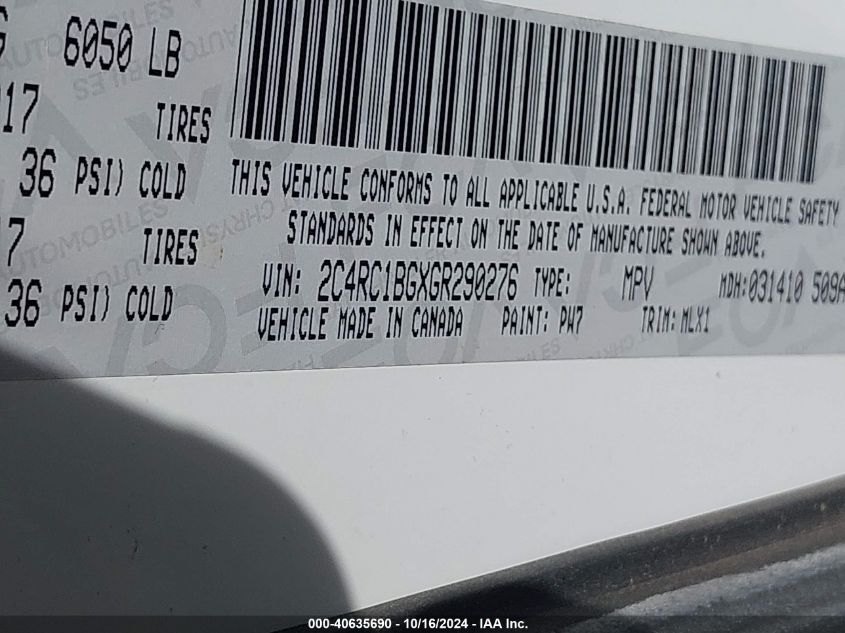 6050 LB
17 TIRES
36 PSI) COLD
THIS VEHICLE CONFORMS TO ALL APPLICABLE U.S.A. FEDERAL MOTOR VEHICLE SAFETY
STANDARDS IN EFFECT ON THE DATE OF MANUFACTURE SHOWN ABOVE.
7 TIRES
VIN: 2C4RC1BGXGR290276 TYPE: MPV MDH:031410 509A
36 PSI) COLD
VEHICLE MADE IN CANADA PAINT: PW7 TRIM: MLX1
000-40635690 - 10/16/2024 - IAA Inc.